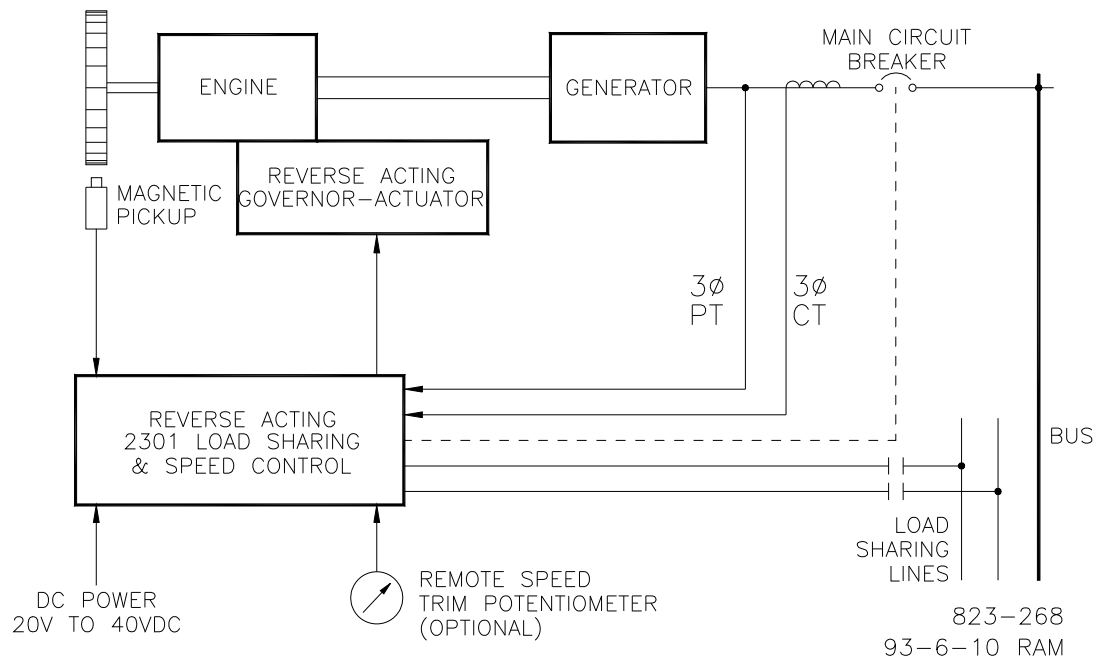 MAIN CIRCUIT
BREAKER
ENGINE
GENERATOR
REVERSE ACTING
GOVERNOR-ACTUATOR
MAGNETIC
PICKUP
3ø
PT
3ø
CT
REVERSE ACTING
2301 LOAD SHARING
& SPEED CONTROL
BUS
LOAD
SHARING
LINES
DC POWER
20V TO 40VDC
REMOTE SPEED
TRIM POTENTIOMETER
(OPTIONAL)
823-268
93-6-10 RAM